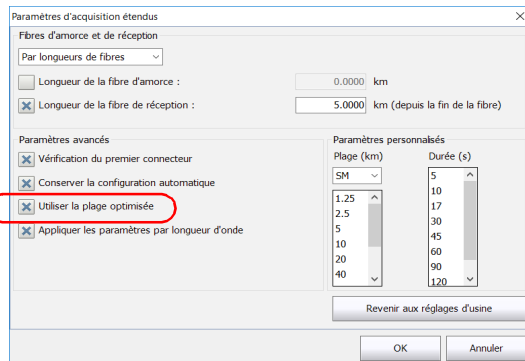 Paramètres d'acquisition étendus
Fibres d'amorce et de réception
Par longueurs de fibres
Longueur de la fibre d'amorce : 0.0000 km
Longueur de la fibre de réception : 5.0000 km (depuis la fin de la fibre)
Paramètres avancés
Vérification du premier connecteur
Conserver la configuration automatique
Utiliser la plage optimisée
Appliquer les paramètres par longueur d'onde
Paramètres personnalisés
Plage (km) Durée (s)
SM 5
1.25 10
2.5 17
5 30
10 45
20 60
40 90
120
Revenir aux réglages d'usine
OK Annuler